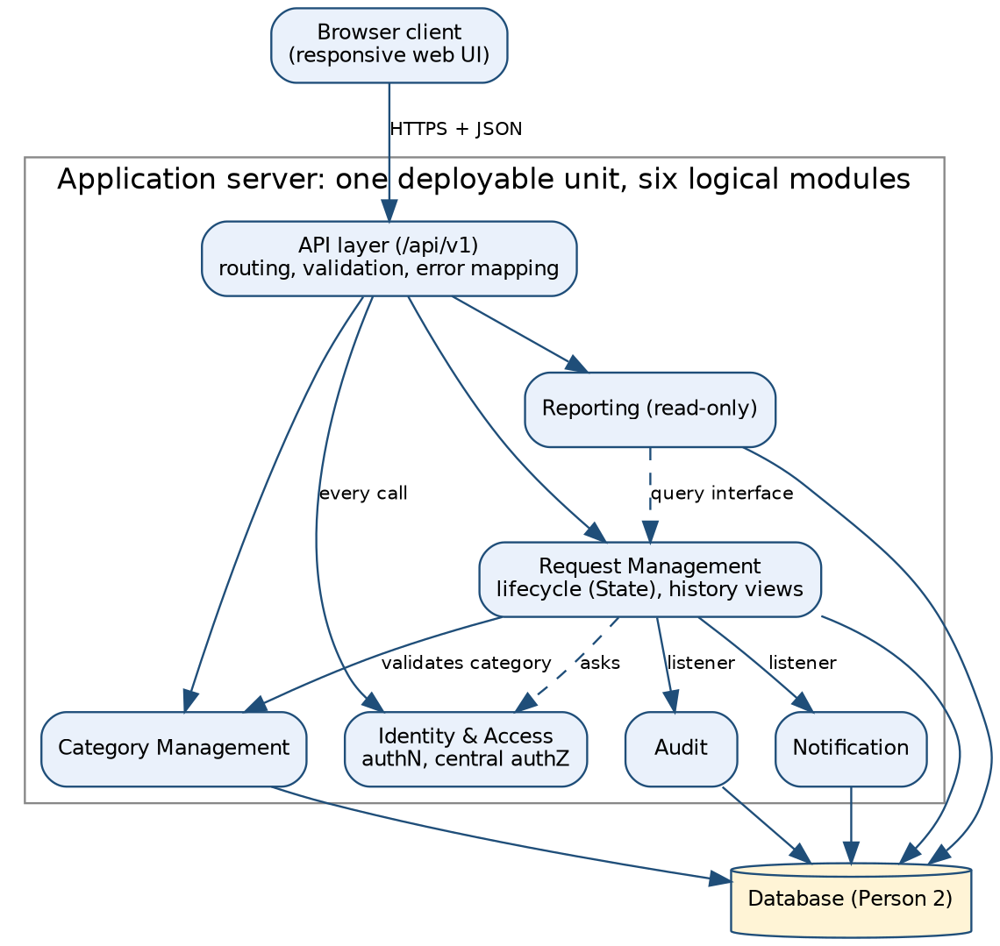 Browser client
(responsive web UI)
HTTPS + JSON
Application server: one deployable unit, six logical modules
API layer (/api/v1)
routing, validation, error mapping
Reporting (read-only)
every call
query interface
Request Management
lifecycle (State), history views
validates category
asks
listener
listener
Category Management
Identity & Access
authN, central authZ
Audit
Notification
Database (Person 2)